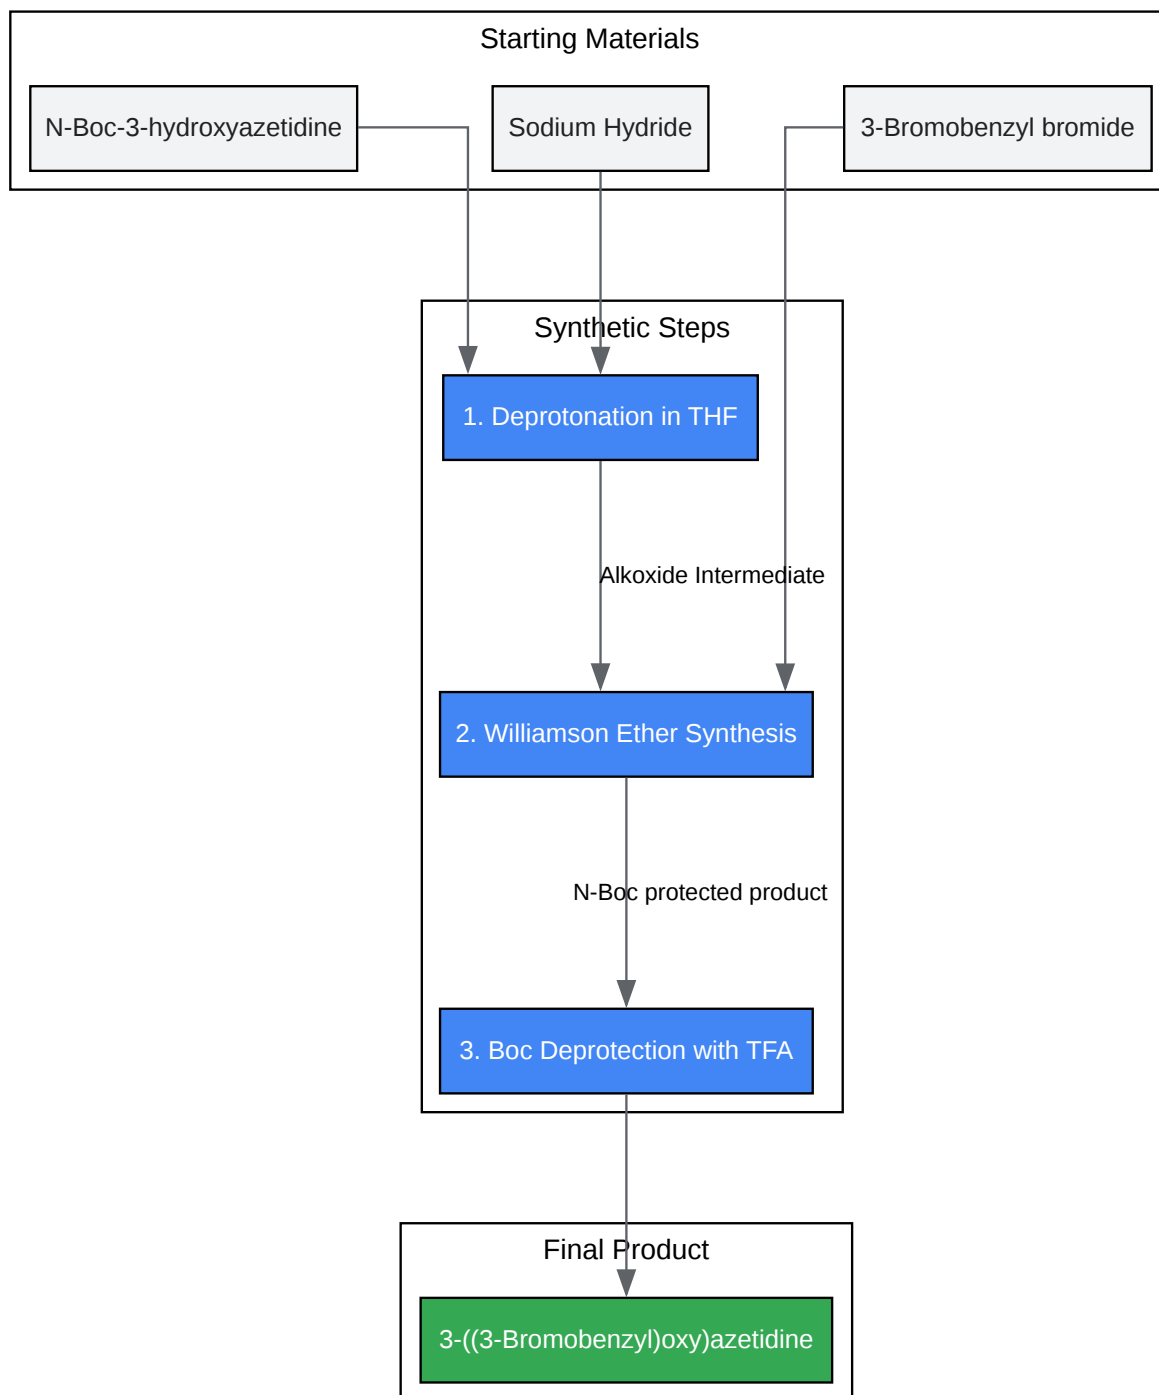 Starting Materials
N-Boc-3-hydroxyazetidine
Sodium Hydride
3-Bromobenzyl bromide
Synthetic Steps
1. Deprotonation in THF
Alkoxide Intermediate
2. Williamson Ether Synthesis
N-Boc protected product
3. Boc Deprotection with TFA
Final Product
3-((3-Bromobenzyl)oxy)azetidine